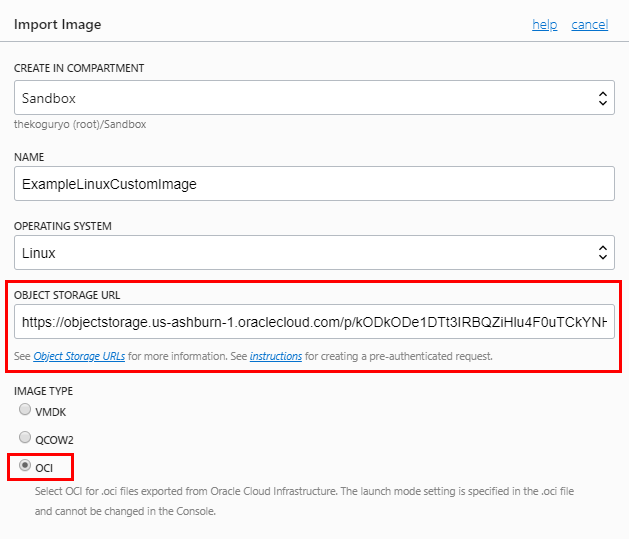 Import Image
help cancel
CREATE IN COMPARTMENT
Sandbox
thekoguryo (root)/Sandbox
NAME
ExampleLinuxCustomImage
OPERATING SYSTEM
Linux
OBJECT STORAGE URL
https://objectstorage.us-ashburn-1.oraclecloud.com/p/kODkODe1DTt3IRBQZiHlu4F0uTCkYNH
See Object Storage URLs for more information. See instructions for creating a pre-authenticated request.
IMAGE TYPE
VMDK
QCOW2
OCI
Select OCI for .oci files exported from Oracle Cloud Infrastructure. The launch mode setting is specified in the .oci file
and cannot be changed in the Console.